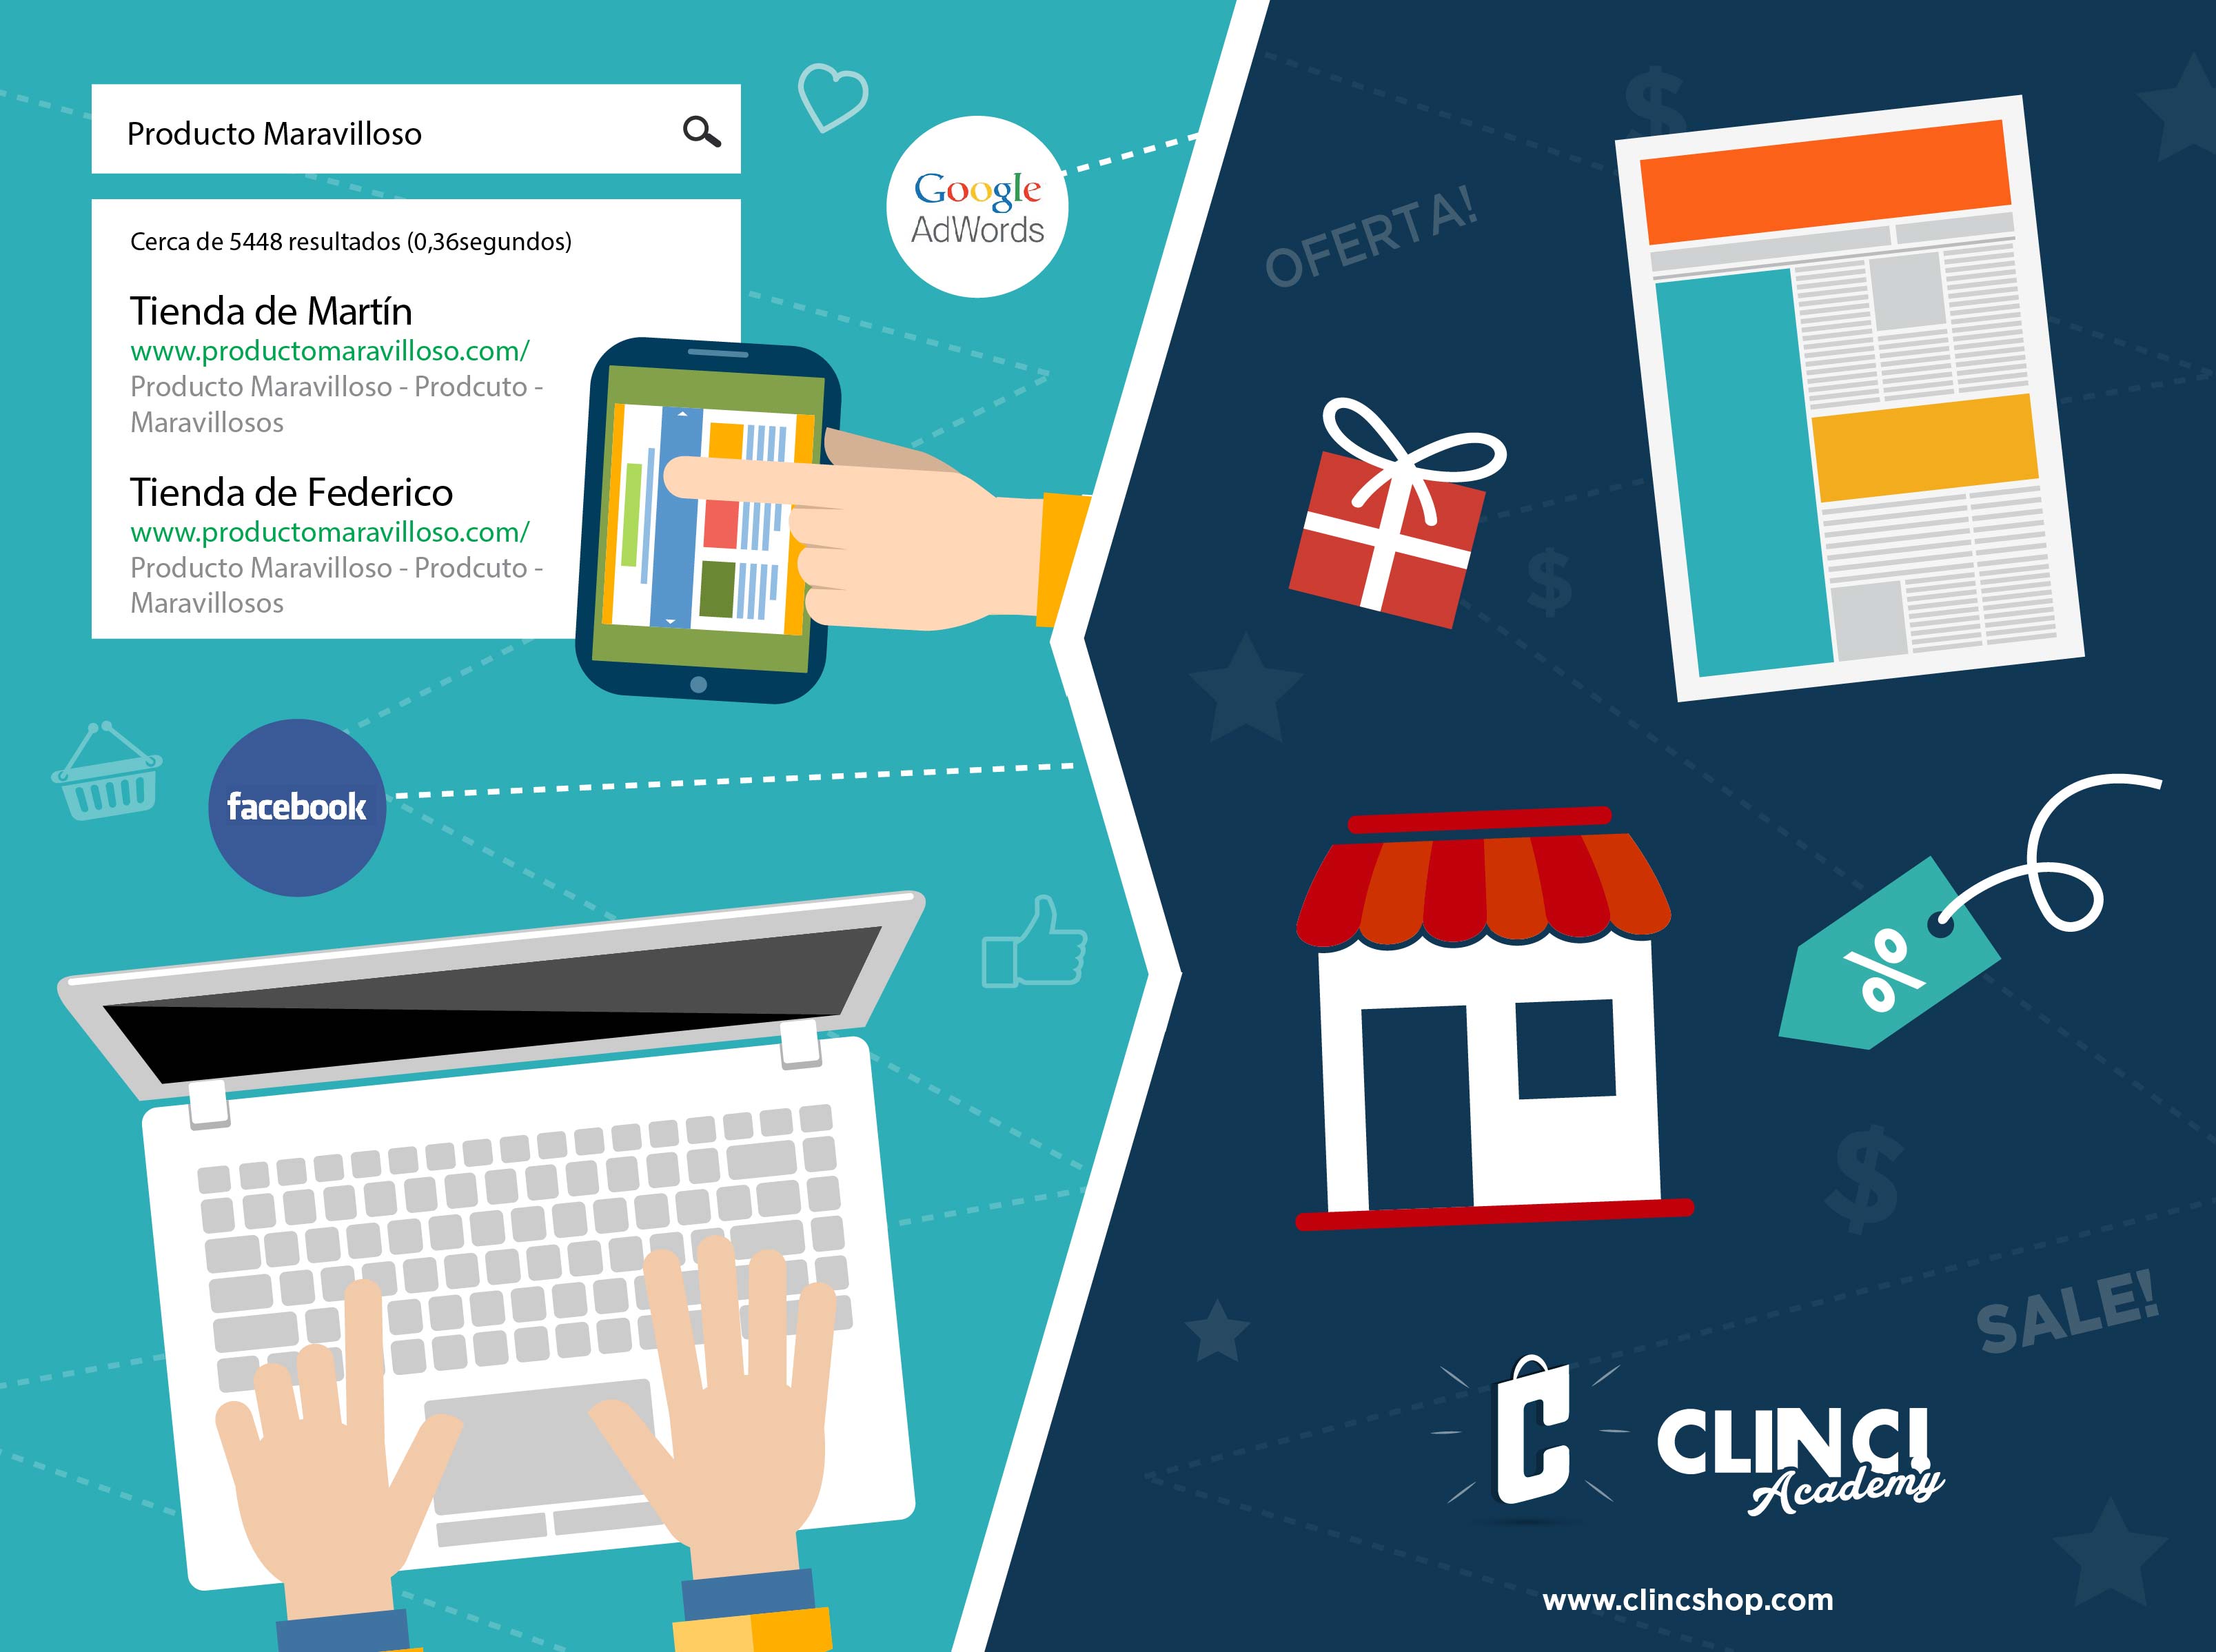 Producto Maravilloso
Google
AdWords
Cerca de 5448 resultados (0,36segundos)
Tienda de Martín
www.productomaravilloso.com/
Producto Maravilloso - Prodcuto -
Maravillosos
Tienda de Federico
www.productomaravilloso.com/
Producto Maravilloso - Prodcuto -
Maravillosos
facebook
$
OFERTA!
$
%
$
SALE!
C
CLINC!
Academy
www.clincshop.com